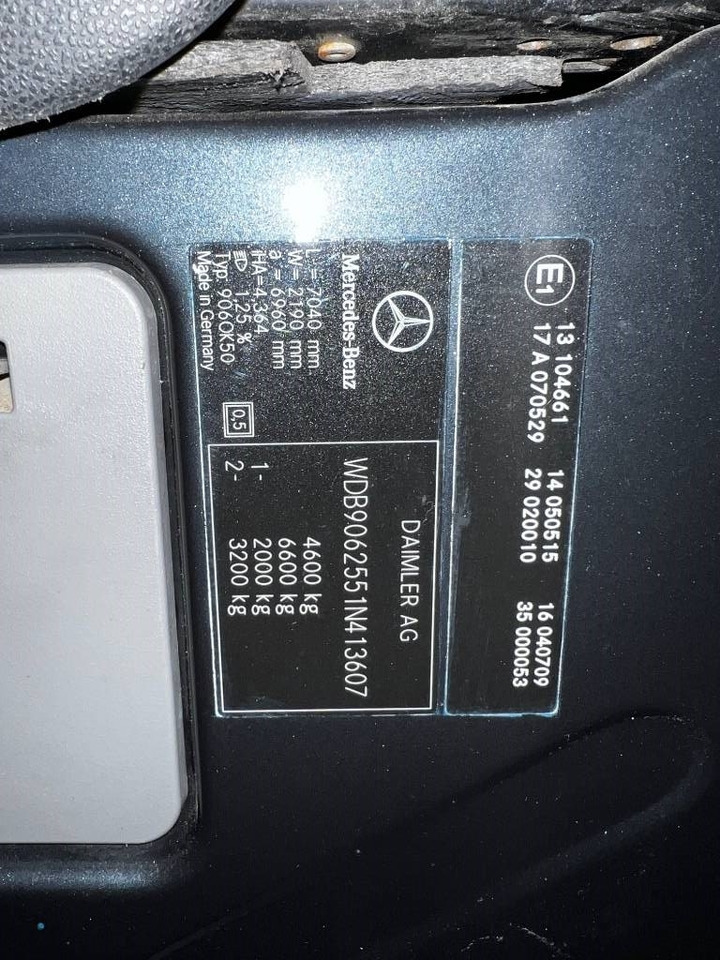 E1
13 104661 14 050515 16 040709
17 A 070529 29 020010 35 000053
Mercedes-Benz
L =7040 mm
W =2190 mm
a =6960 mm
HA=4.364
1.25 %
Typ 906OK50
Made in Germany
0,5
DAIMLER AG
WDB9062551N413607
4600 kg
6600 kg
1- 2000 kg
2- 3200 kg